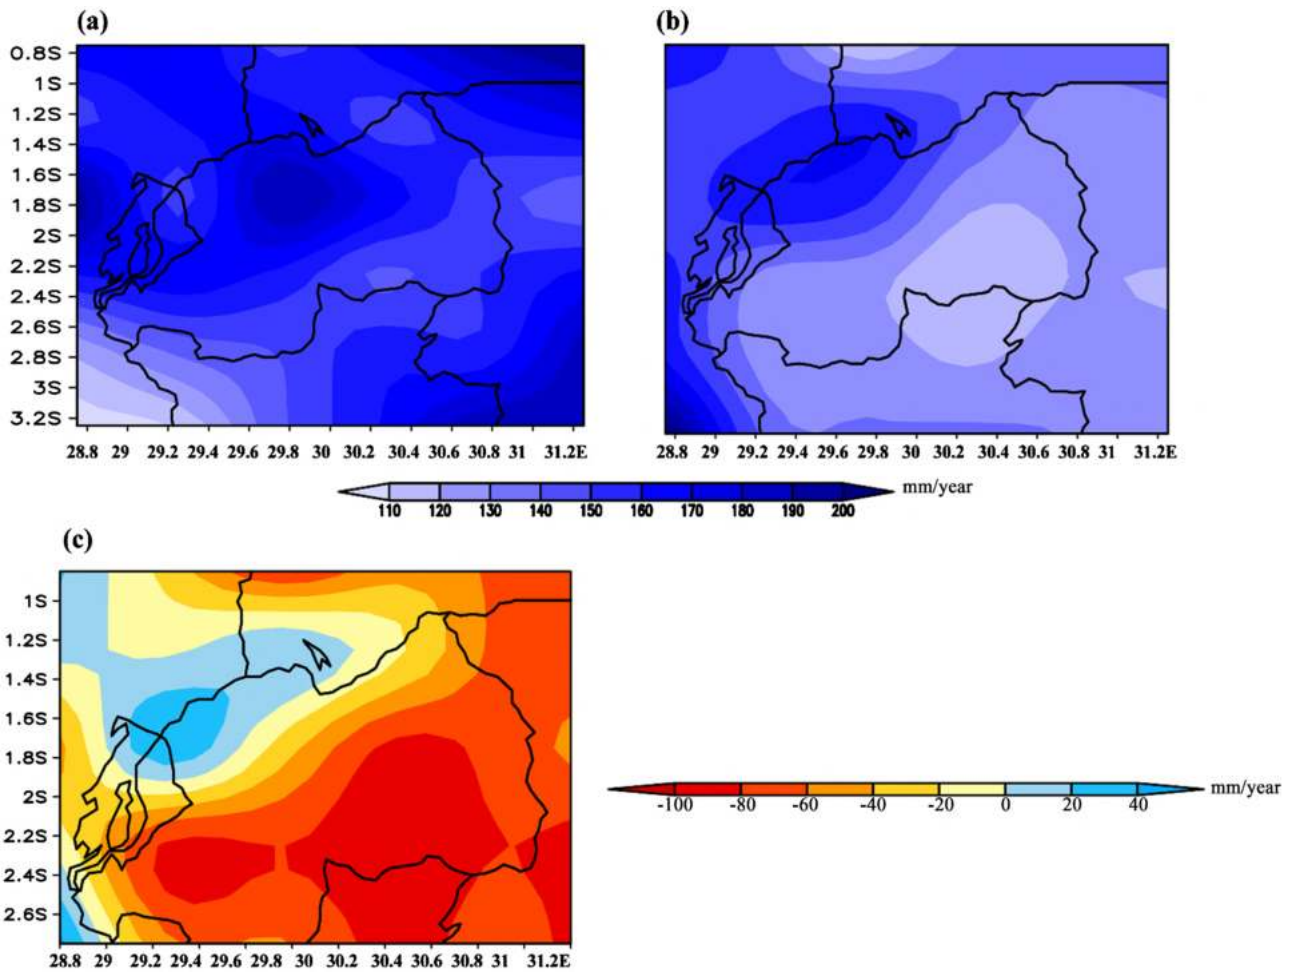 (a)
(b)
0.8S
1S
1.2S
1.4S
1.6S
1.8S
2S
2.2S
2.4S
2.6S
2.8S
3S
3.2S
28.8 29 29.2 29.4 29.6 29.8 30 30.2 30.4 30.6 30.8 31 31.2E
28.8 29 29.2 29.4 29.6 29.8 30 30.2 30.4 30.6 30.8 31 31.2E
110 120 130 140 150 160 170 180 190 200
mm/year
(c)
1S
1.2S
1.4S
1.6S
1.8S
2S
2.2S
2.4S
2.6S
28.8 29 29.2 29.4 29.6 29.8 30 30.2 30.4 30.6 30.8 31 31.2E
-100 -80 -60 -40 -20 0 20 40
mm/year